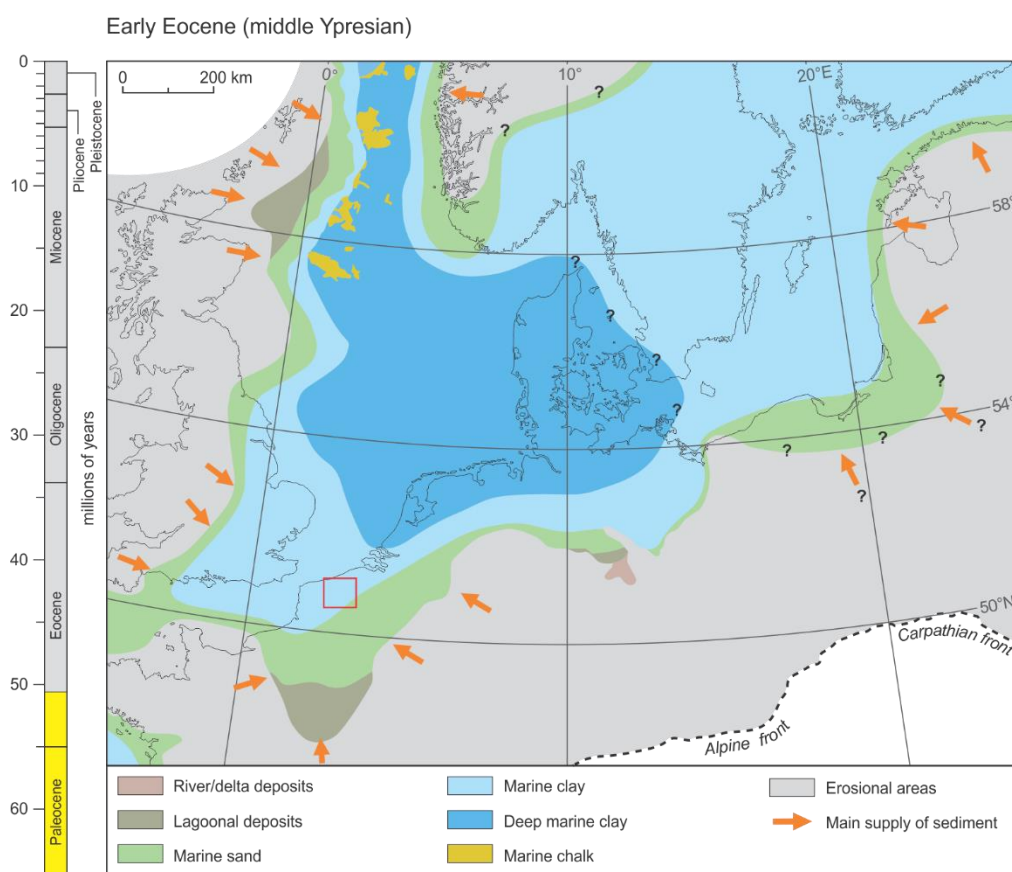 Early Eocene (middle Ypresian)
0
10
20
30
40
50
60
Pleistocene
Pliocene
Miocene
Oligocene
Eocene
Paleocene
millions of years
0 200 km
0°
10°
20°E
58°
54°
50°N
?
?
?
?
?
?
?
?
?
?
?
Carpathian front
Alpine front
River/delta deposits
Lagoonal deposits
Marine sand
Marine clay
Deep marine clay
Marine chalk
Erosional areas
Main supply of sediment